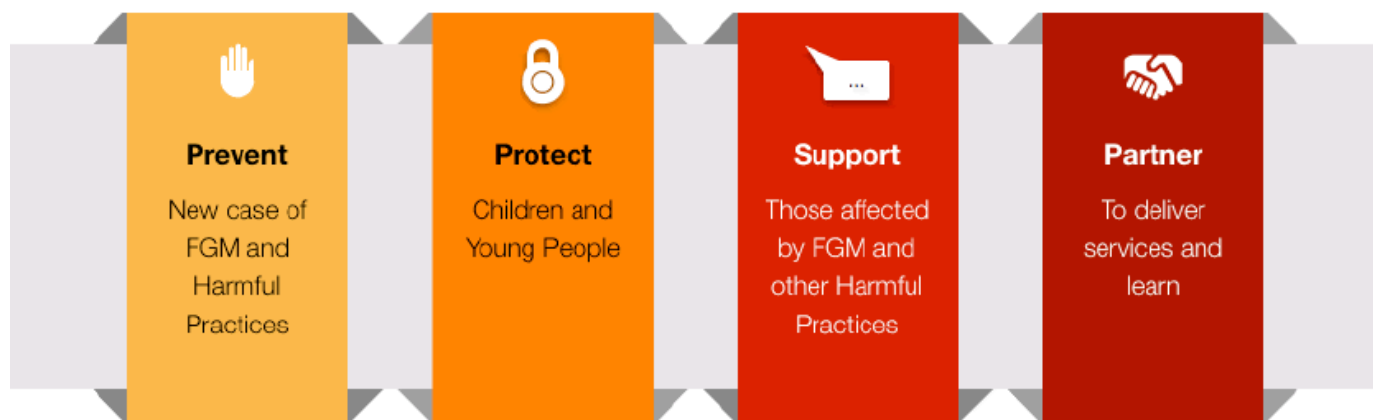 ...
Prevent
New case of
FGM and
Harmful
Practices
Protect
Children and
Young People
Support
Those affected
by FGM and
other Harmful
Practices
Partner
To deliver
services and
learn